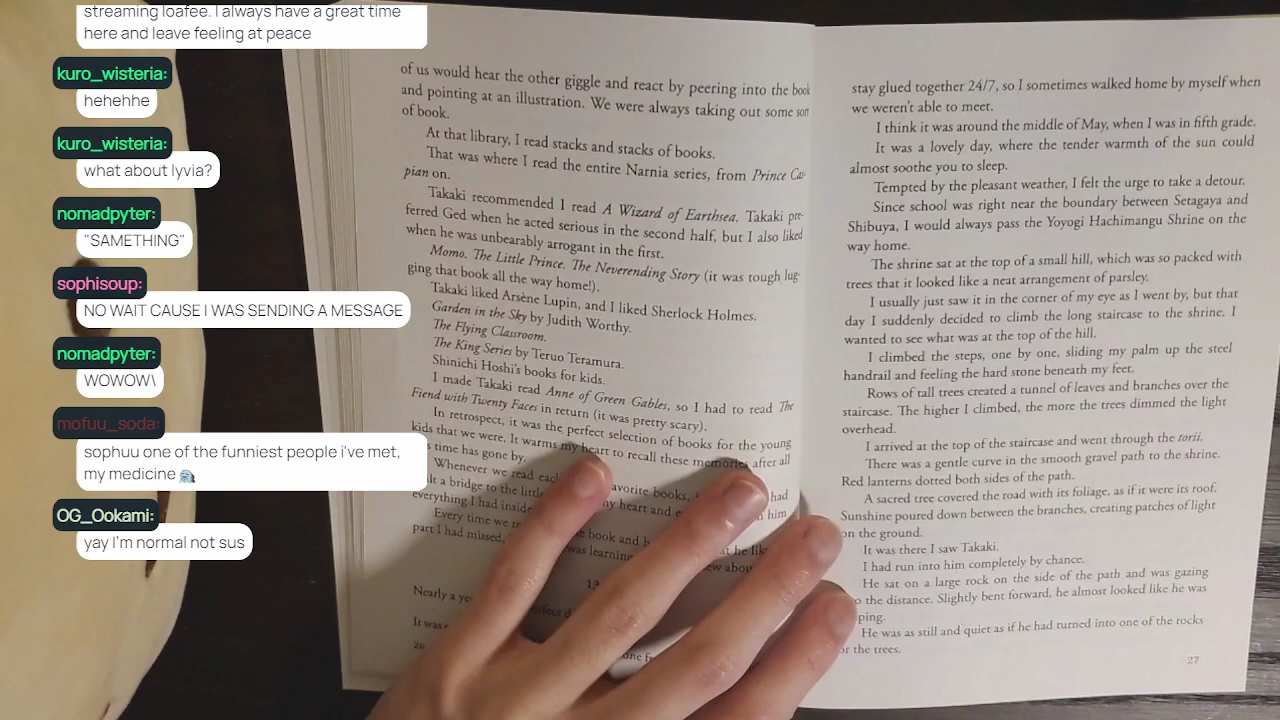 streaming loafee. I always have a great time
here and leave feeling at peace
kuro_wisteria:
hehehhe
kuro_wisteria:
what about lyvia?
nomadpyter:
"SAMETHING"
sophisoup:
NO WAIT CAUSE I WAS SENDING A MESSAGE
nomadpyter:
WOWOW\
mofuu_soda:
sophuu one of the funniest people i've met,
my medicine
OG_Ookami:
yay I'm normal not sus
of us would hear the other giggle and react by peering into the book
and pointing at an illustration. We were always taking out some sort
of book.
At that library, I read stacks and stacks of books.
That was where I read the entire Narnia series, from Prince Cas-
pian on.
Takaki recommended I read A Wizard of Earthsea. Takaki pre-
ferred Ged when he acted serious in the second half, but I also liked
when he was unbearably arrogant in the first.
Momo. The Little Prince. The Neverending Story (it was tough lug-
ging that book all the way home!).
Takaki liked Arsène Lupin, and I liked Sherlock Holmes.
Garden in the Sky by Judith Worthy.
The Flying Classroom.
The King Series by Teruo Teramura.
Shinichi Hoshi's books for kids.
I made Takaki read Anne of Green Gables, so I had to read The
Fiend with Twenty Faces in return (it was pretty scary).
In retrospect, it was the perfect selection of books for the young
kids that we were. It warms my heart to recall these memories after all
time has gone by.
Whenever we read favorite books, had
a bridge to the little my heart and him
everything I had inside
Every time we book and
part I had missed, was learning
Nearly a
It was
26
stay glued together 24/7, so I sometimes walked home by myself when
we weren't able to meet.
I think it was around the middle of May, when I was in fifth grade.
It was a lovely day, where the tender warmth of the sun could
almost soothe you to sleep.
Tempted by the pleasant weather, I felt the urge to take a detour.
Since school was right near the boundary between Setagaya and
Shibuya, I would always pass the Yoyogi Hachimangu Shrine on the
way home.
The shrine sat at the top of a small hill, which was so packed with
trees that it looked like a neat arrangement of parsley.
I usually just saw it in the corner of my eye as I went by, but that
day I suddenly decided to climb the long staircase to the shrine. I
wanted to see what was at the top of the hill.
I climbed the steps, one by one, sliding my palm up the steel
handrail and feeling the hard stone beneath my feet.
Rows of tall trees created a tunnel of leaves and branches over the
staircase. The higher I climbed, the more the trees dimmed the light
overhead.
I arrived at the top of the staircase and went through the torii.
There was a gentle curve in the smooth gravel path to the shrine.
Red lanterns dotted both sides of the path.
A sacred tree covered the road with its foliage, as if it were its roof.
Sunshine poured down between the branches, creating patches of light
on the ground.
It was there I saw Takaki.
I had run into him completely by chance.
He sat on a large rock on the side of the path and was gazing
the distance. Slightly bent forward, he almost looked like he was
He was as still and quiet as if he had turned into one of the rocks
or the trees.
27